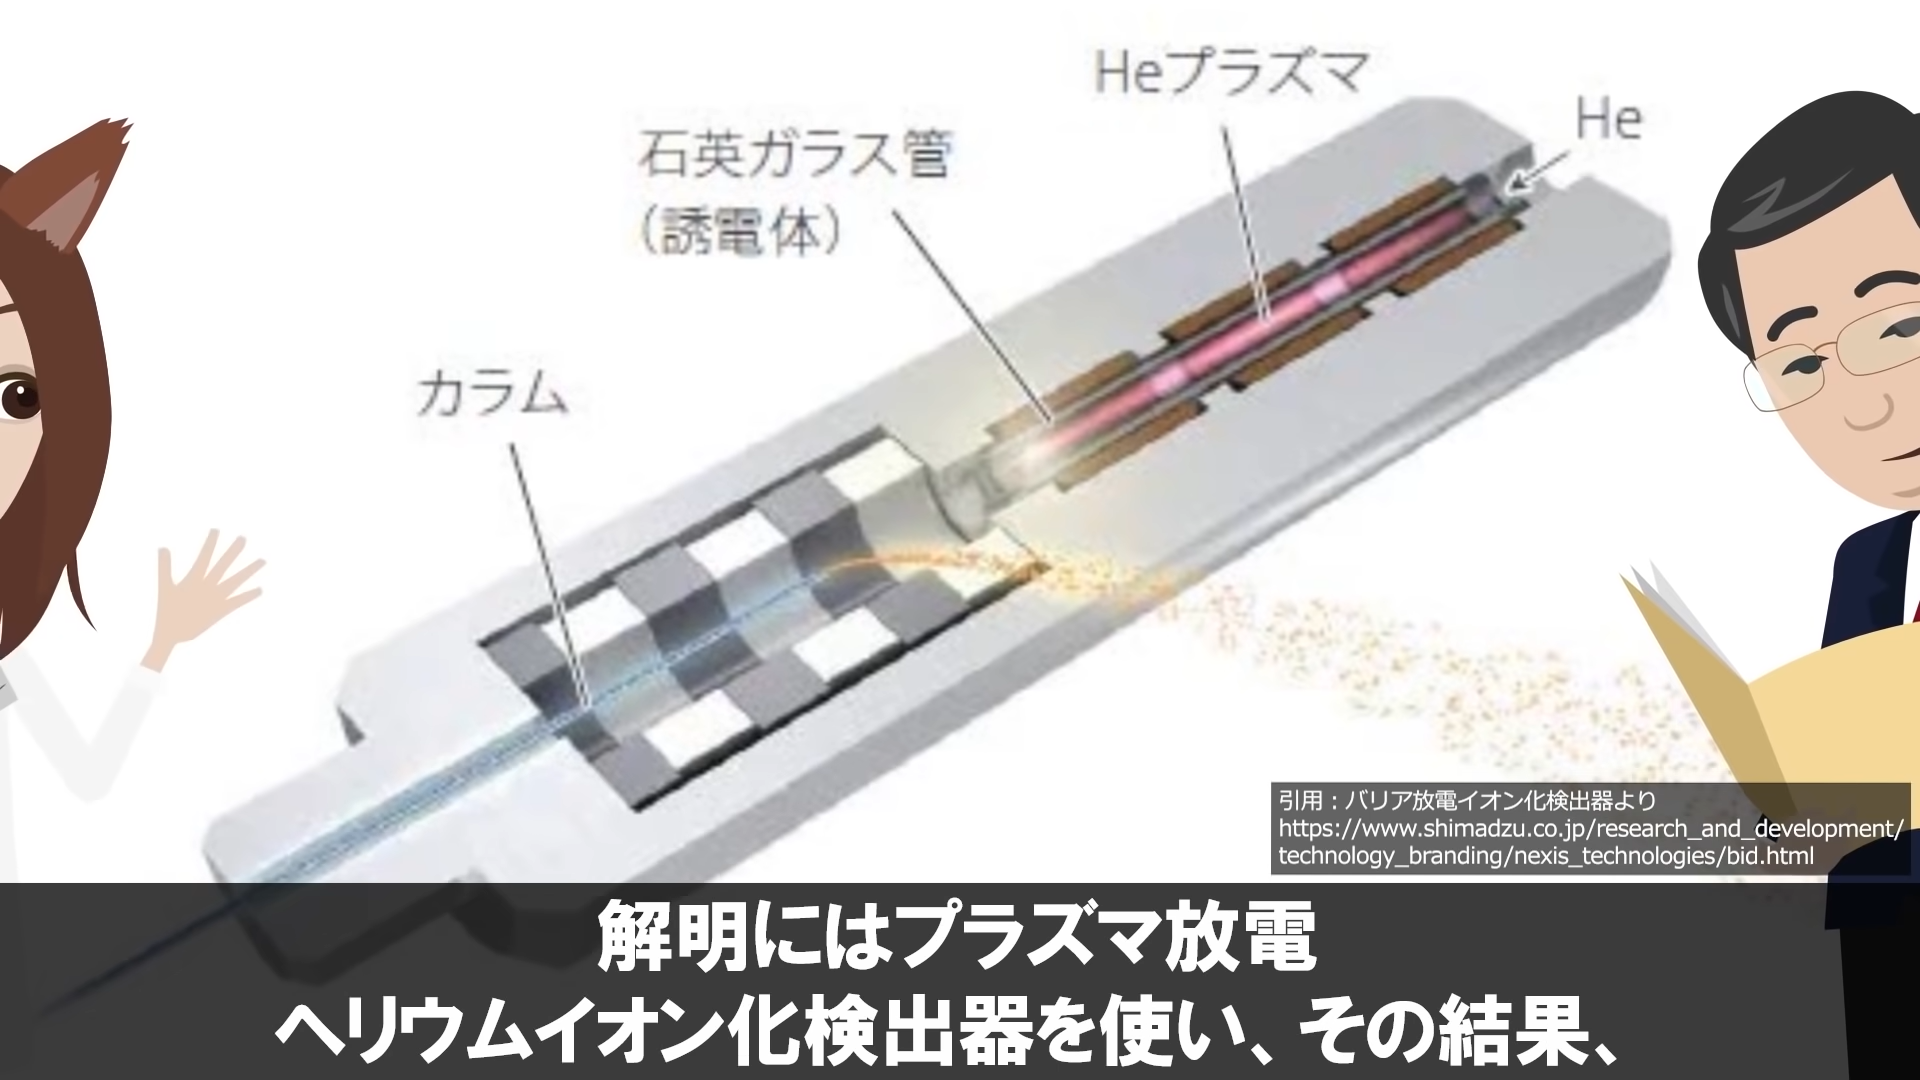 Heプラズマ
He
石英ガラス管
（誘電体）
カラム
引用：バリア放電イオン化検出器より
https://www.shimadzu.co.jp/research_and_development/
technology_branding/nexis_technologies/bid.html
解明にはプラズマ放電
ヘリウムイオン化検出器を使い、その結果、